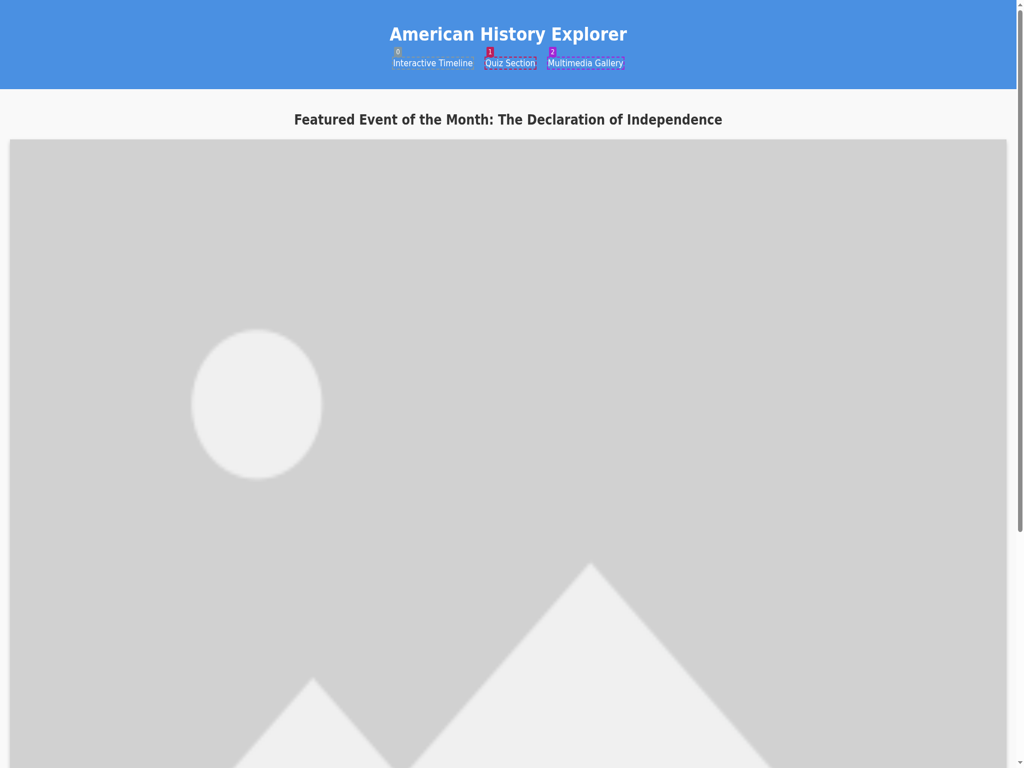 American History Explorer
0 1 2
Interactive Timeline Quiz Section Multimedia Gallery
Featured Event of the Month: The Declaration of Independence